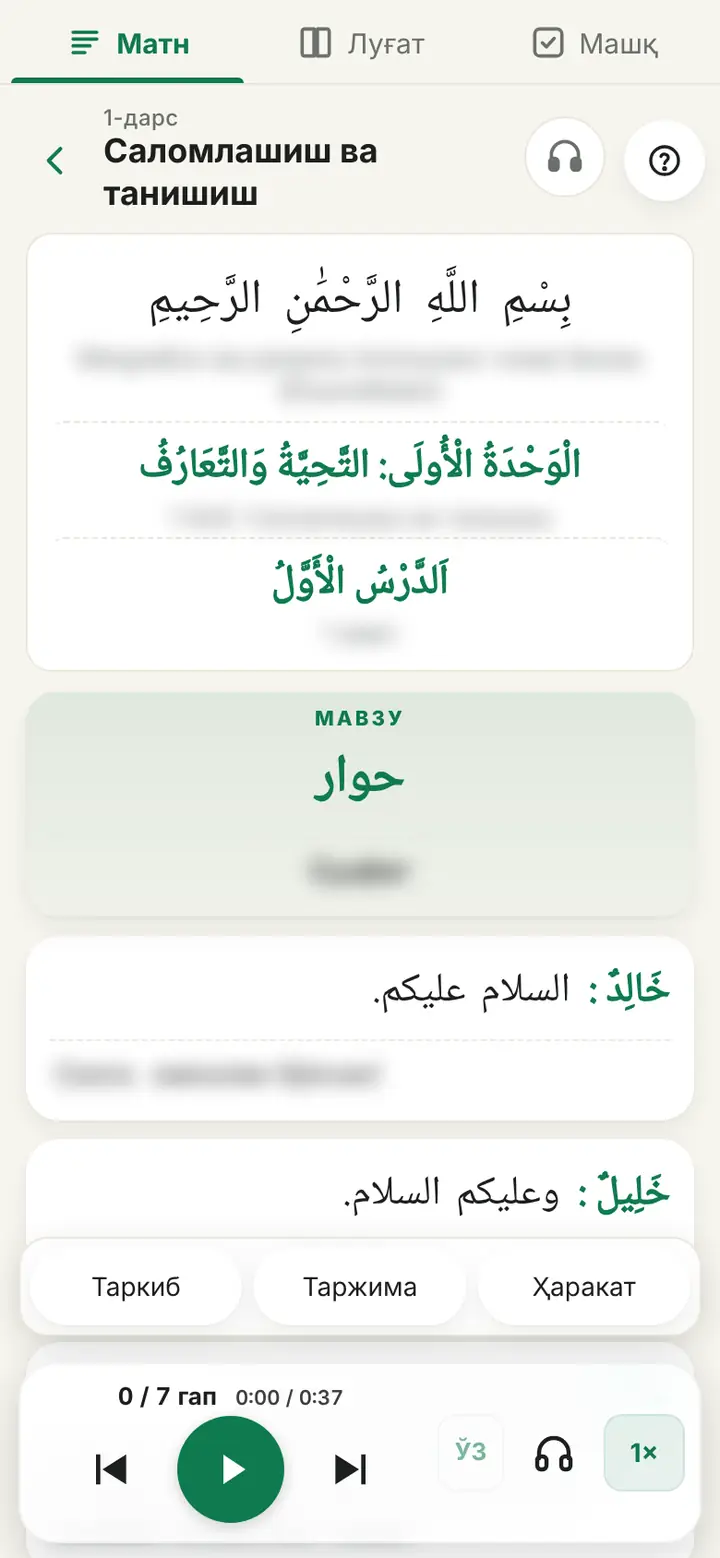 Матн
Луғат
Машқ
1-дарс
Саломлашиш ва
танишиш
بِسْمِ اللَّهِ الرَّحْمَٰنِ الرَّحِيمِ
الْوَحْدَةُ الْأُولَى: التَّحِيَّةُ وَالتَّعَارُفُ
اَلدَّرْسُ الْأَوَّلُ
МАВЗУ
حوار
خَالِدٌ : السلام عليكم.
خَلِيلٌ : وعليكم السلام.
Таркиб
Таржима
Ҳаракат
0 / 7 гап 0:00 / 0:37
ЎЗ
1×